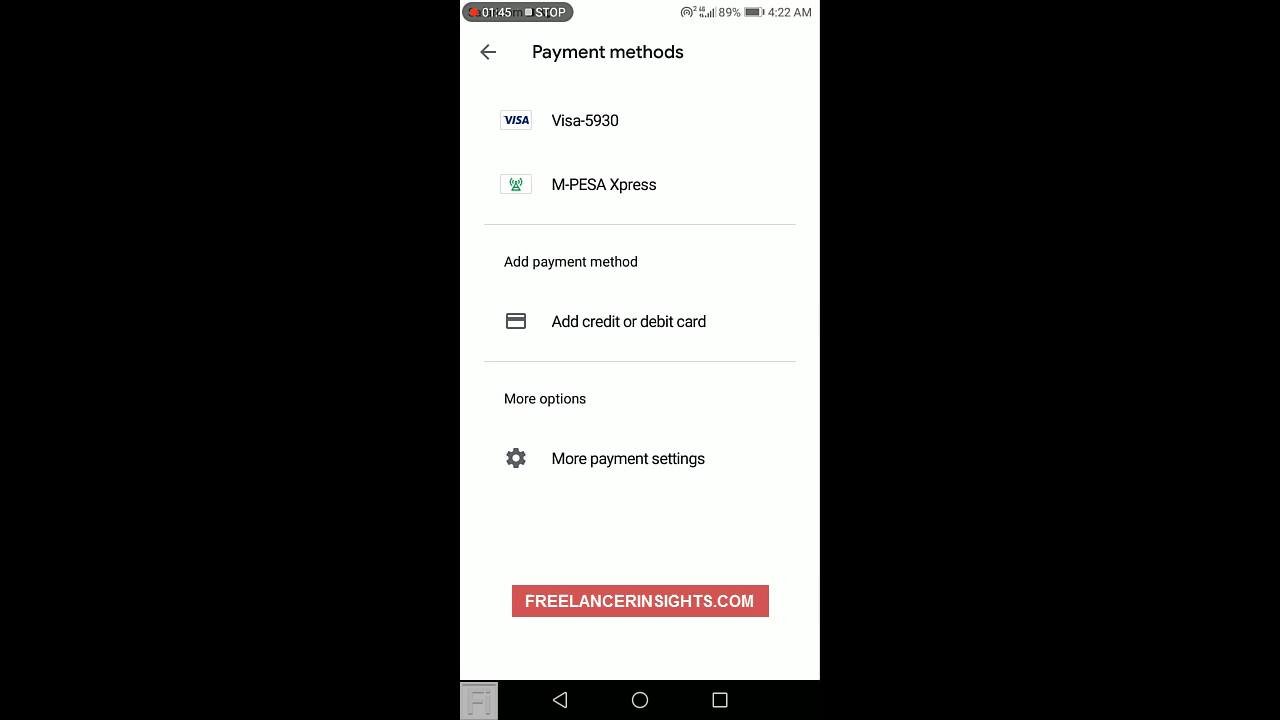 01:45 STOP 89% 4:22 AM
Payment methods
VISA Visa-5930
M-PESA Xpress
Add payment method
Add credit or debit card
More options
More payment settings
FREELANCERINSIGHTS.COM